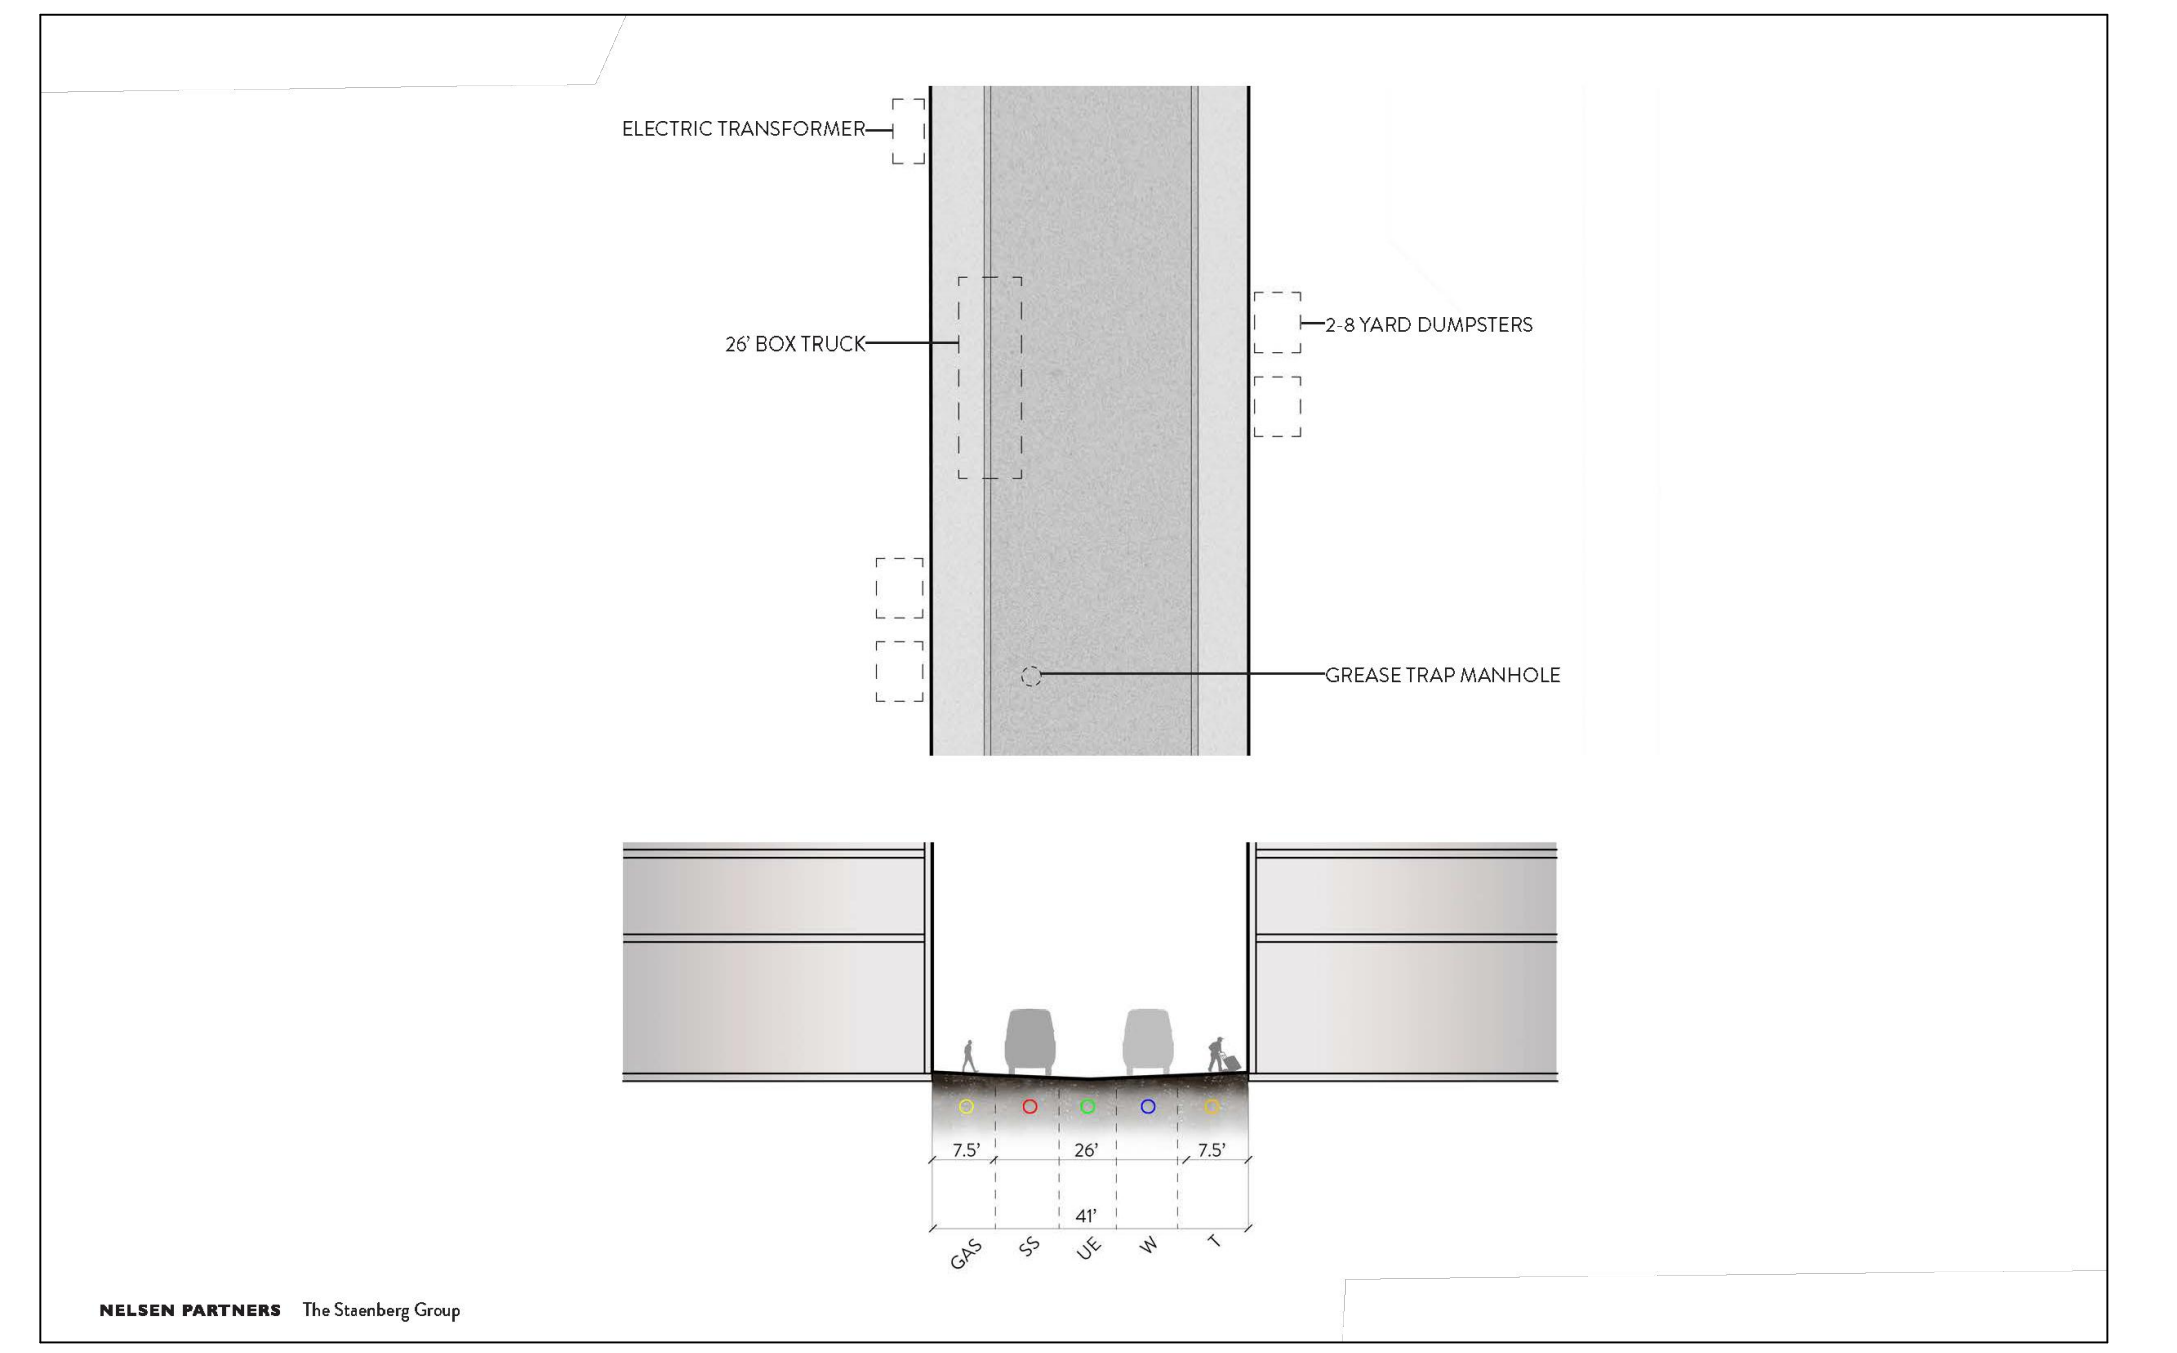 ELECTRIC TRANSFORMER
26’ BOX TRUCK
2-8 YARD DUMPSTERS
GREASE TRAP MANHOLE
7.5’ 26’ 7.5’
41’
GAS SS UE W T
NELSEN PARTNERS The Staenberg Group